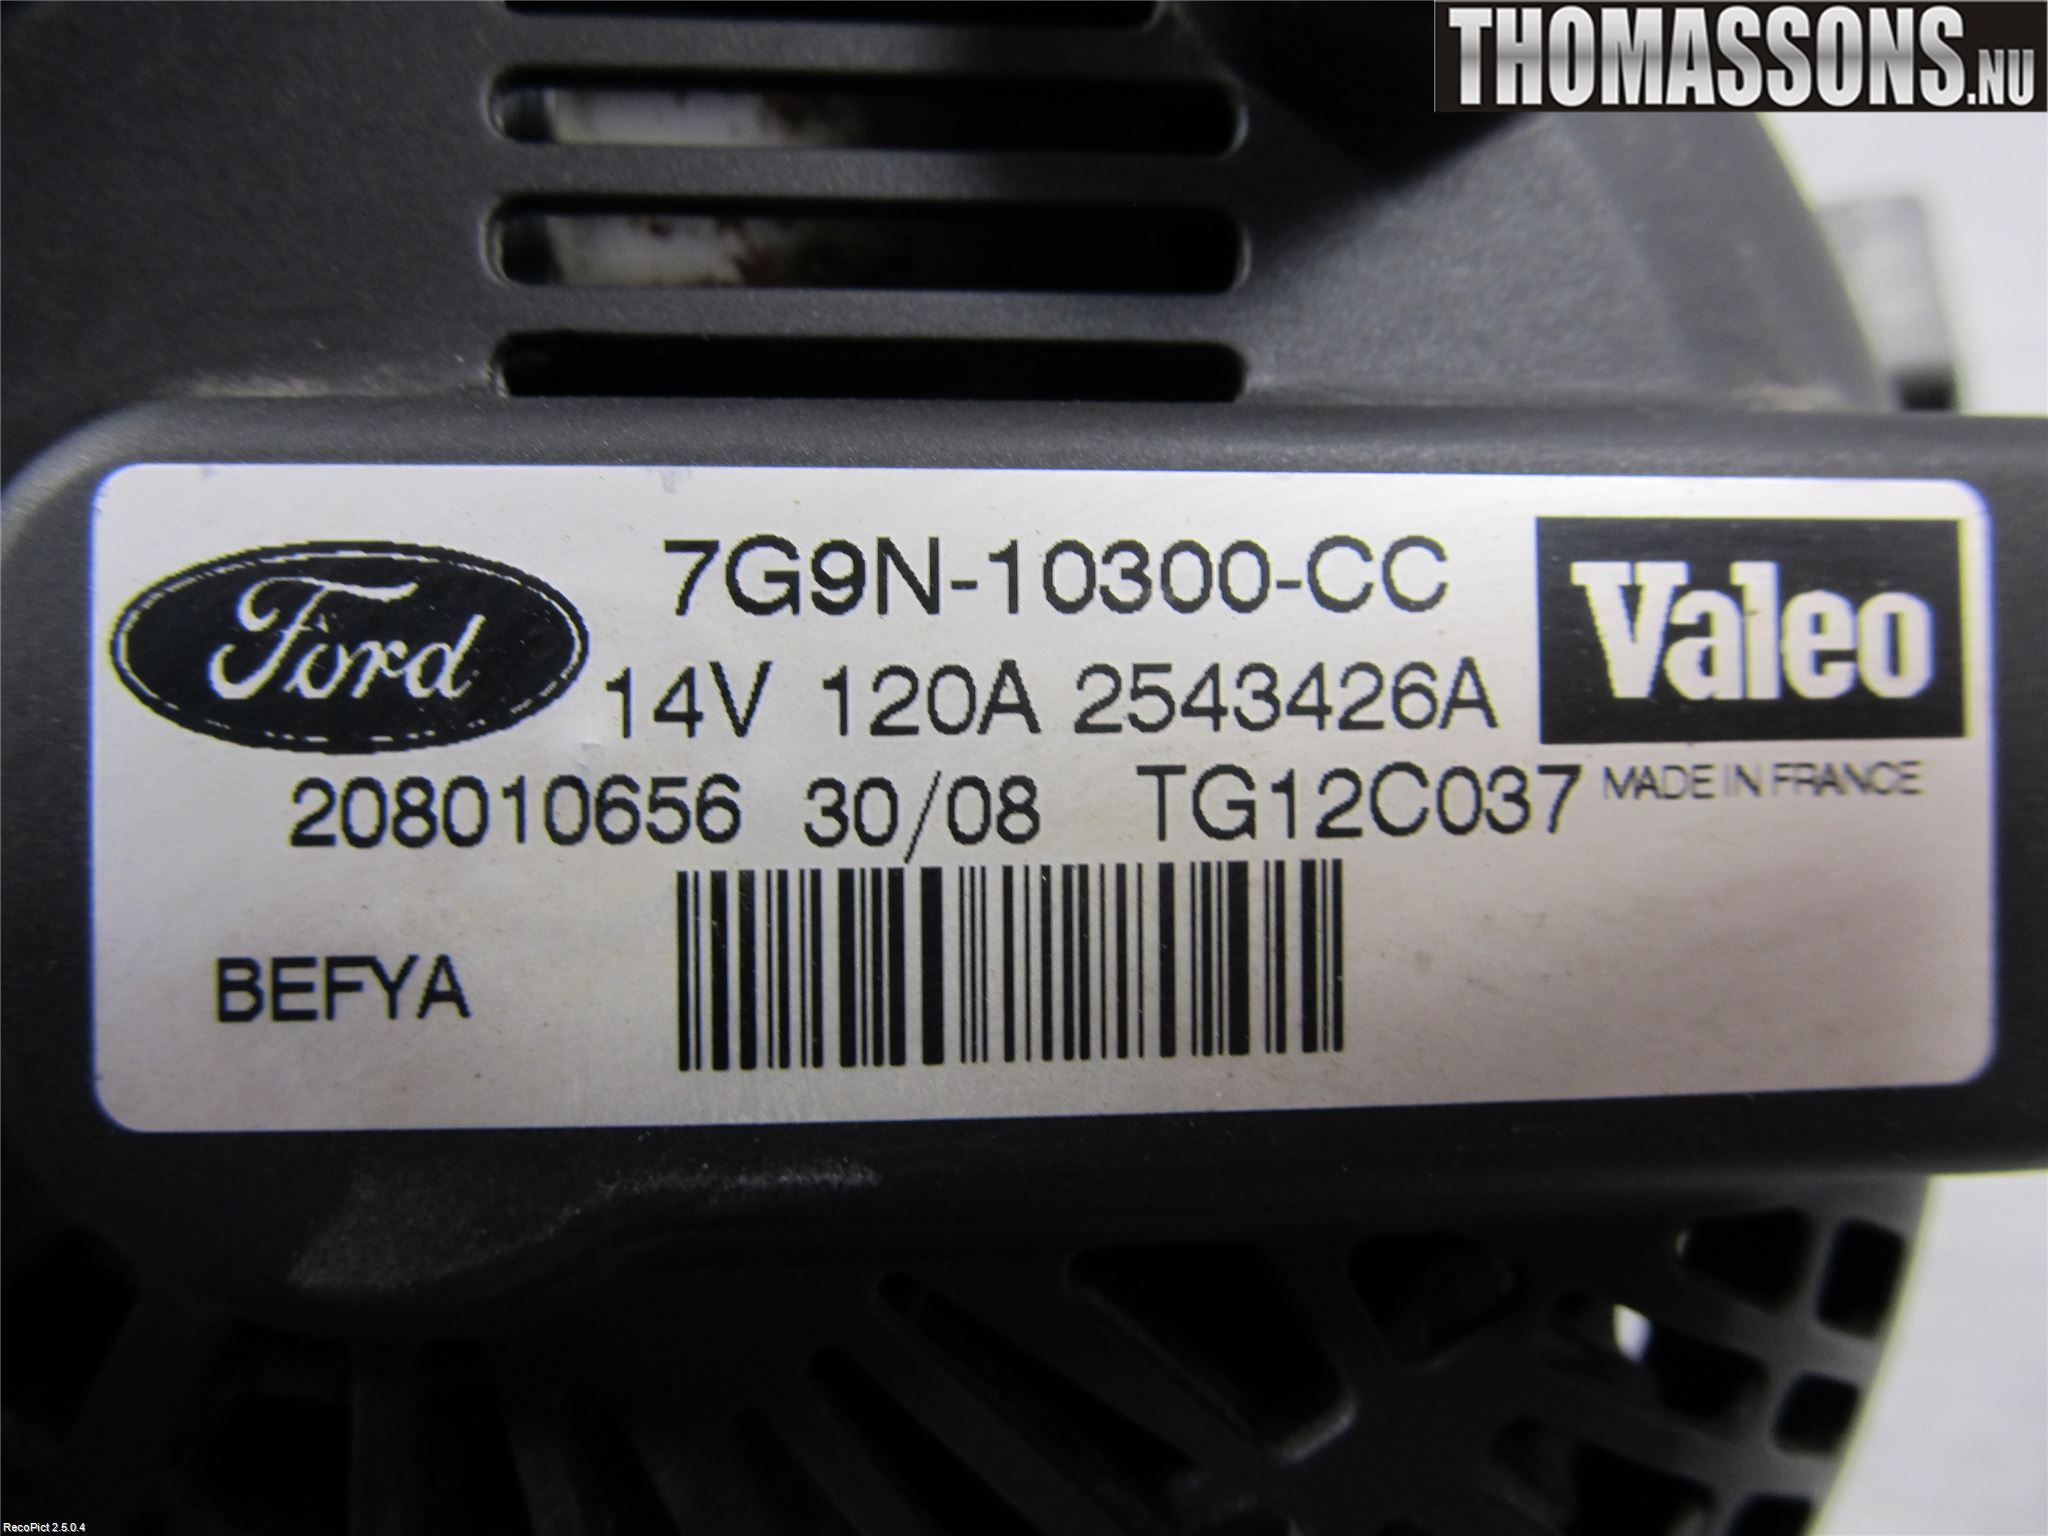 THOMASSONS.NU
Ford
7G9N-10300-CC
Valeo
14V 120A 2543426A
208010656 30/08 TG12C037
MADE IN FRANCE
BEFYA
RecoPict 2.5.0.4